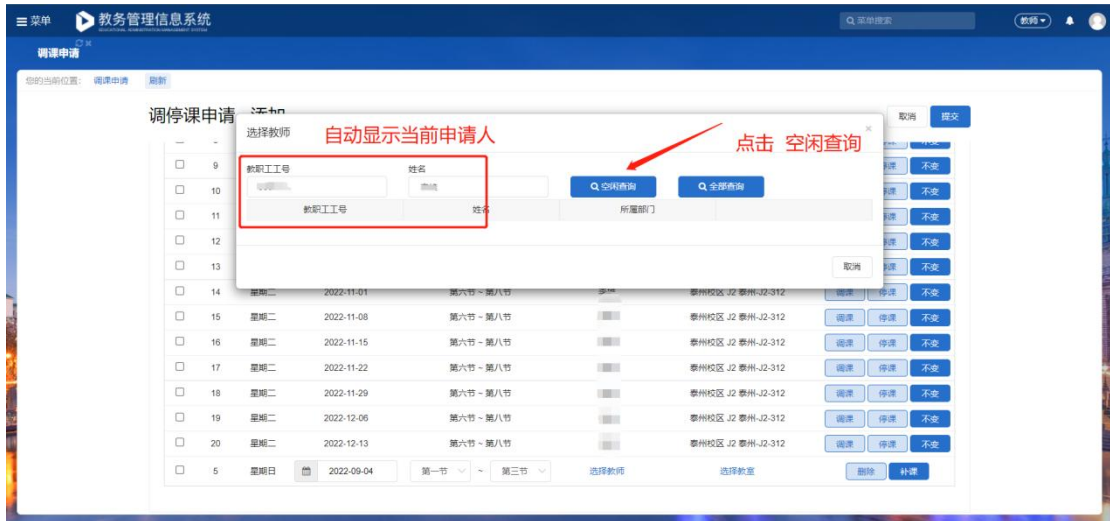 菜单 教务管理信息系统 菜单搜索 教师
EDUCATIONAL ADMINISTRATION MANAGEMENT SYSTEM
调课申请
您的当前位置: 调课申请 刷新
调停课申请 添加 取消 提交
选择教师 自动显示当前申请人 点击 空闲查询
教职工工号 姓名
空闲查询 全部查询
教职工工号 姓名 所属部门
取消
9 不变
10 不变
11 不变
12 不变
13 不变
14 星期二 2022-11-01 第六节 ~ 第八节 泰州校区 J2 泰州-J2-312 调课 停课 不变
15 星期二 2022-11-08 第六节 ~ 第八节 泰州校区 J2 泰州-J2-312 调课 停课 不变
16 星期二 2022-11-15 第六节 ~ 第八节 泰州校区 J2 泰州-J2-312 调课 停课 不变
17 星期二 2022-11-22 第六节 ~ 第八节 泰州校区 J2 泰州-J2-312 调课 停课 不变
18 星期二 2022-11-29 第六节 ~ 第八节 泰州校区 J2 泰州-J2-312 调课 停课 不变
19 星期二 2022-12-06 第六节 ~ 第八节 泰州校区 J2 泰州-J2-312 调课 停课 不变
20 星期二 2022-12-13 第六节 ~ 第八节 泰州校区 J2 泰州-J2-312 调课 停课 不变
5 星期日 2022-09-04 第一节 ~ 第三节 选择教师 选择教室 删除 补课